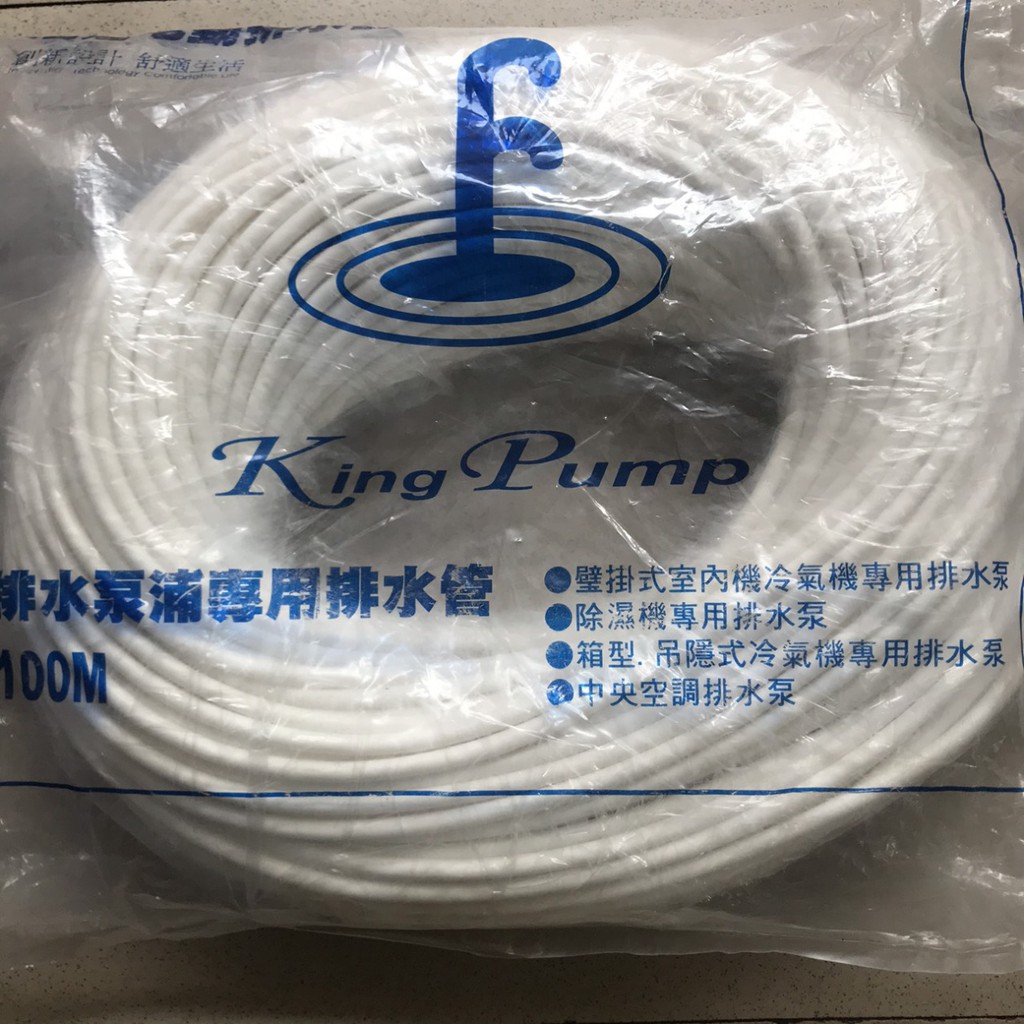 創新設計 舒適生活
King Pump
排水泵浦專用排水管
100M
●壁掛式室內機冷氣機專用排水泵
●除濕機專用排水泵
●箱型.吊隱式冷氣機專用排水泵
●中央空調排水泵